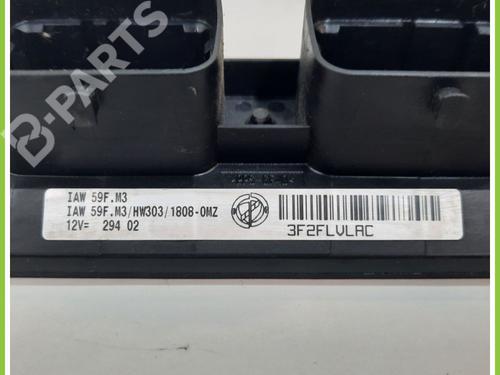 B-PARTS
IAW 59F.M3
IAW 59F.M3/HW303/1808-0MZ
12V= 294 02
3F2FLVLAC